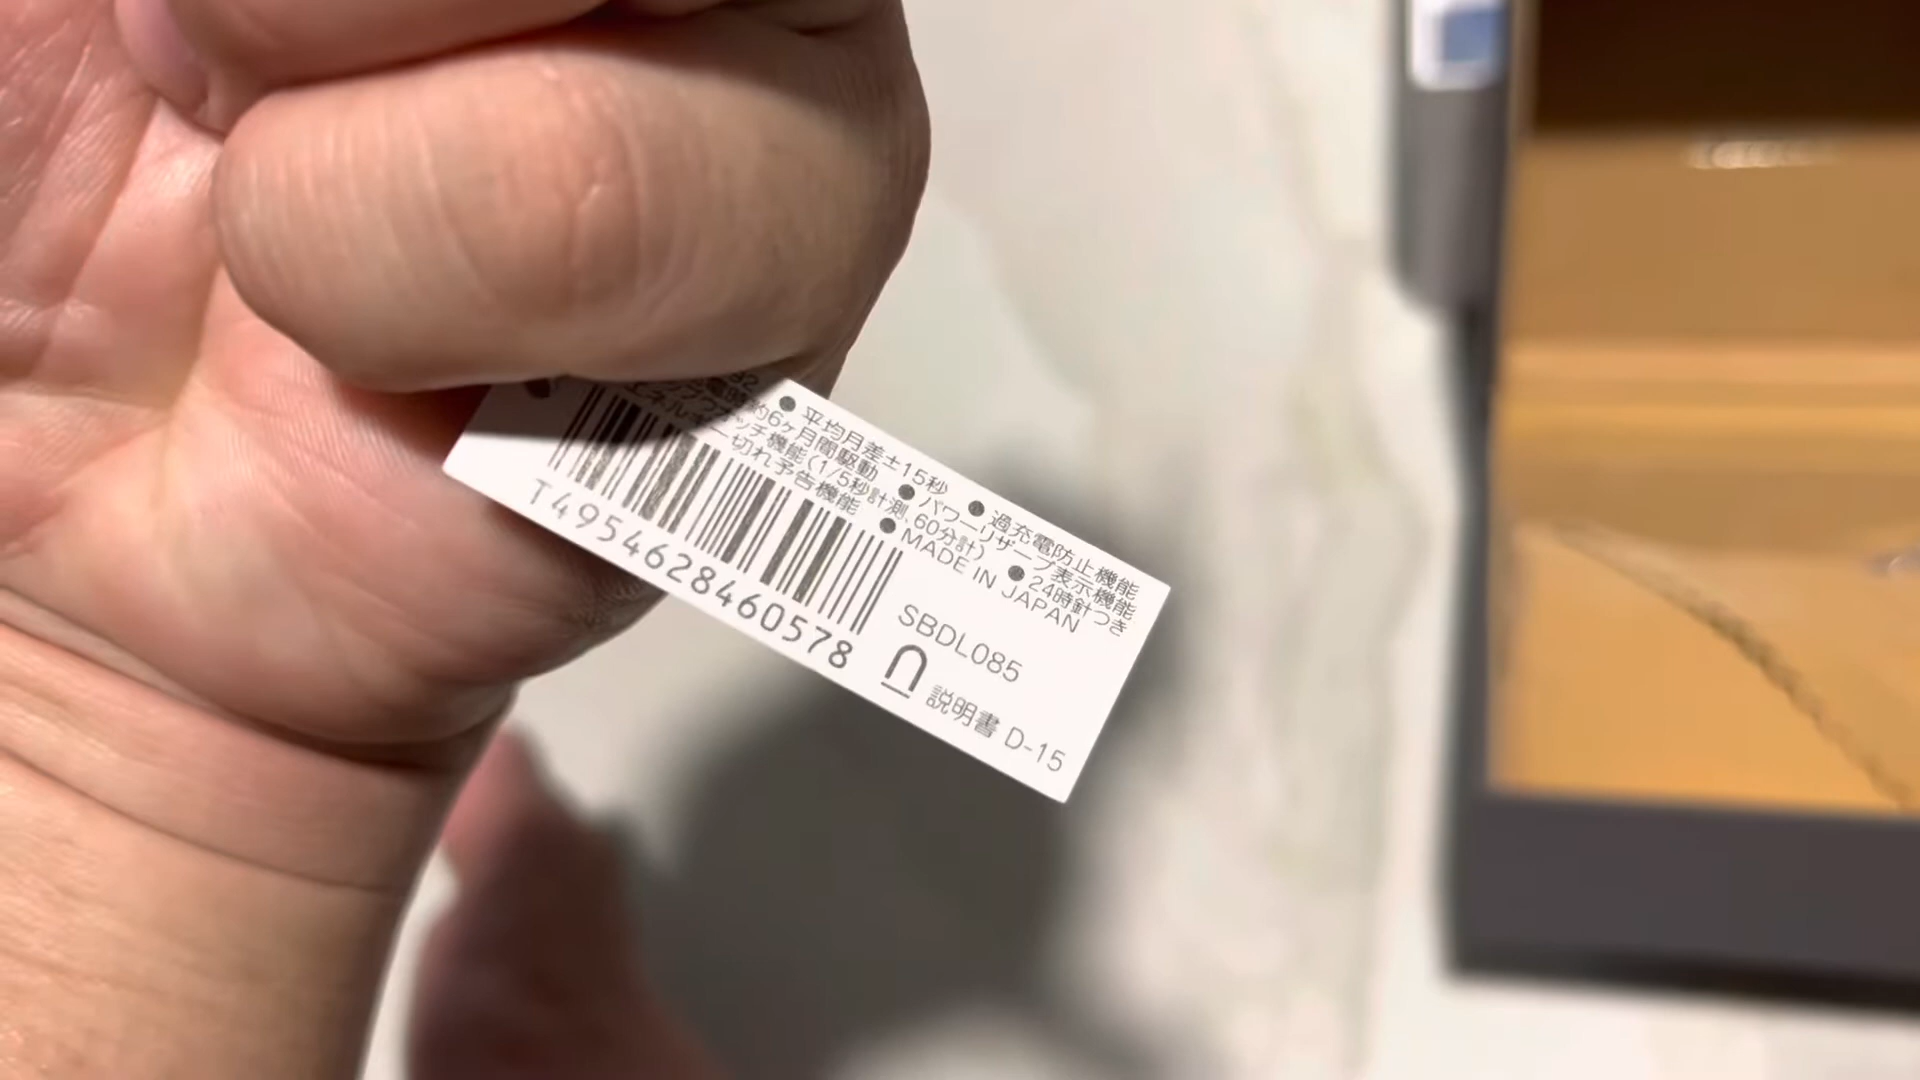 ●平均月差±15秒 ●過充電防止機能
約6ヶ月間駆動 ●パワーリザーブ表示機能
ッチ機能(1/5秒計測、60分計) ●24時針つき
切れ予告機能 ●MADE IN JAPAN
T4954628460578
SBDL085
説明書 D-15